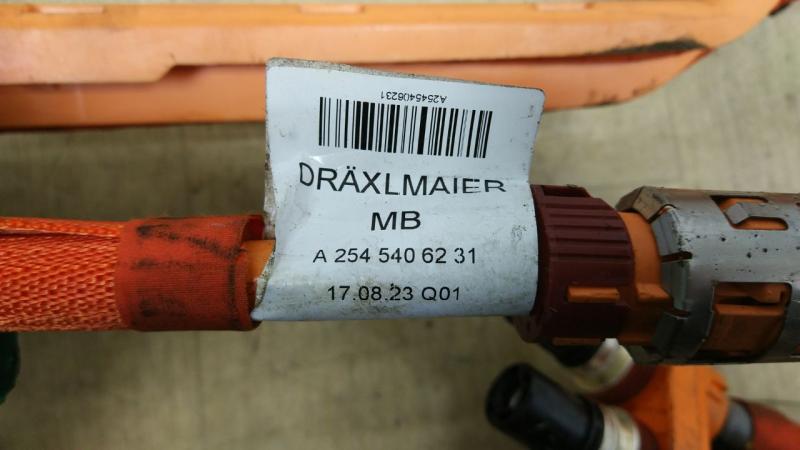 A2545406231
DRÄXLMAIER
MB
A 254 540 62 31
17.08.23 Q01